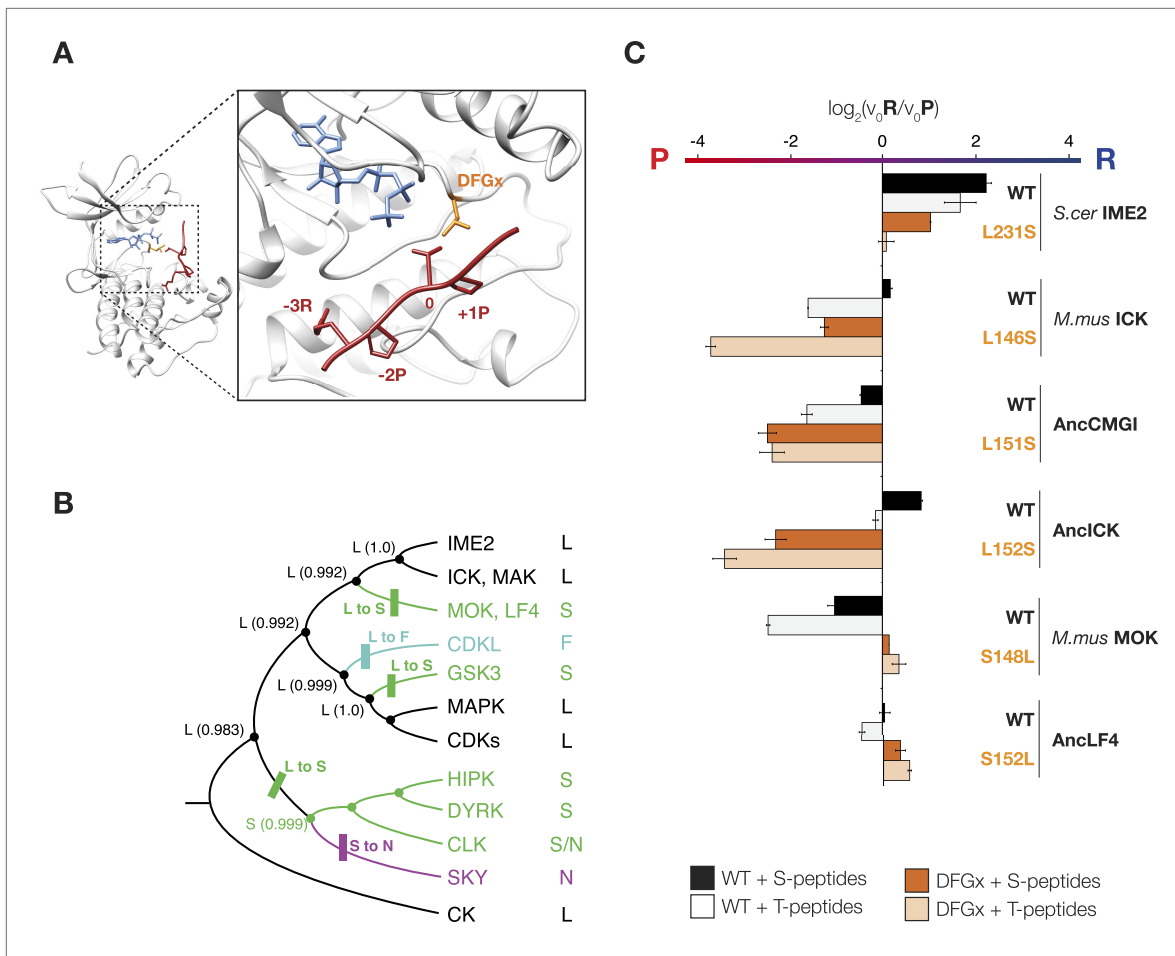 A
DFGx
-3R
0
+1P
-2P
B
IME2 L
L (1.0)
ICK, MAK L
L (0.992)
L to S
MOK, LF4 S
L (0.992)
L to F
CDKL F
L to S
GSK3 S
L (0.999)
MAPK L
L (1.0)
CDKs L
L (0.983)
L to S
HIPK S
DYRK S
S (0.999)
CLK S/N
S to N
SKY N
CK L
C
log2(v0R/v0P)
-4 -2 0 2 4
P R
WT
S.cer IME2
L231S
WT
M.mus ICK
L146S
WT
AncCMGI
L151S
WT
AncICK
L152S
WT
M.mus MOK
S148L
WT
AncLF4
S152L
WT + S-peptides
WT + T-peptides
DFGx + S-peptides
DFGx + T-peptides